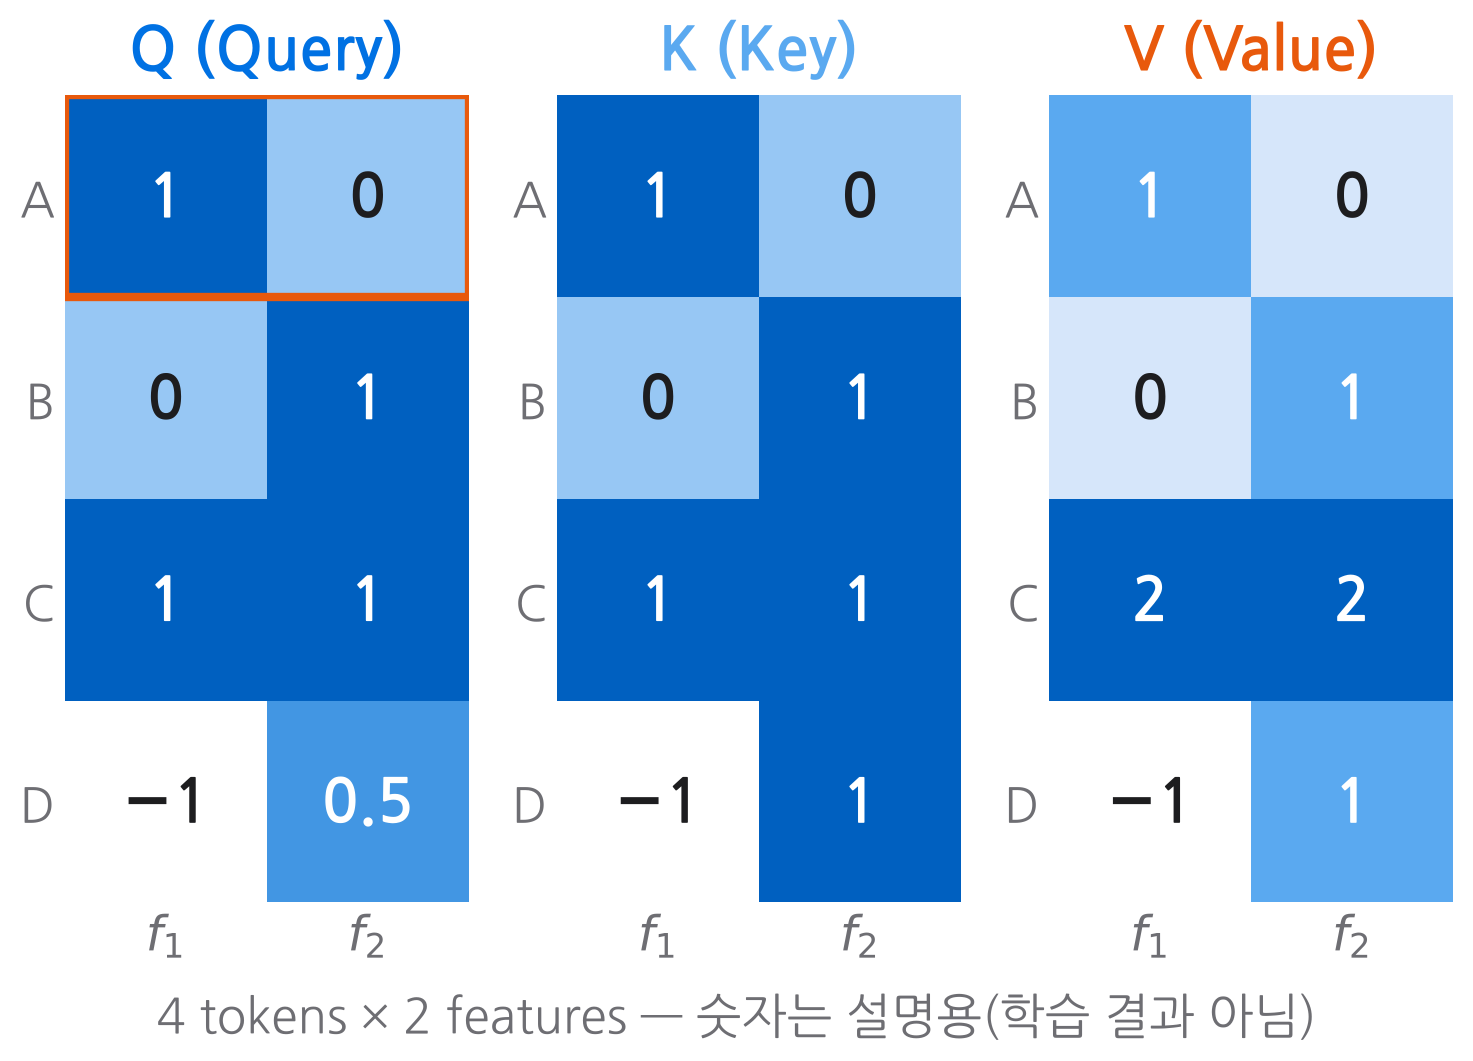 Q (Query) K (Key) V (Value)
A 1 0 A 1 0 A 1 0
B 0 1 B 0 1 B 0 1
C 1 1 C 1 1 C 2 2
D −1 0.5 D −1 1 D −1 1
f₁ f₂ f₁ f₂ f₁ f₂
4 tokens × 2 features — 숫자는 설명용(학습 결과 아님)